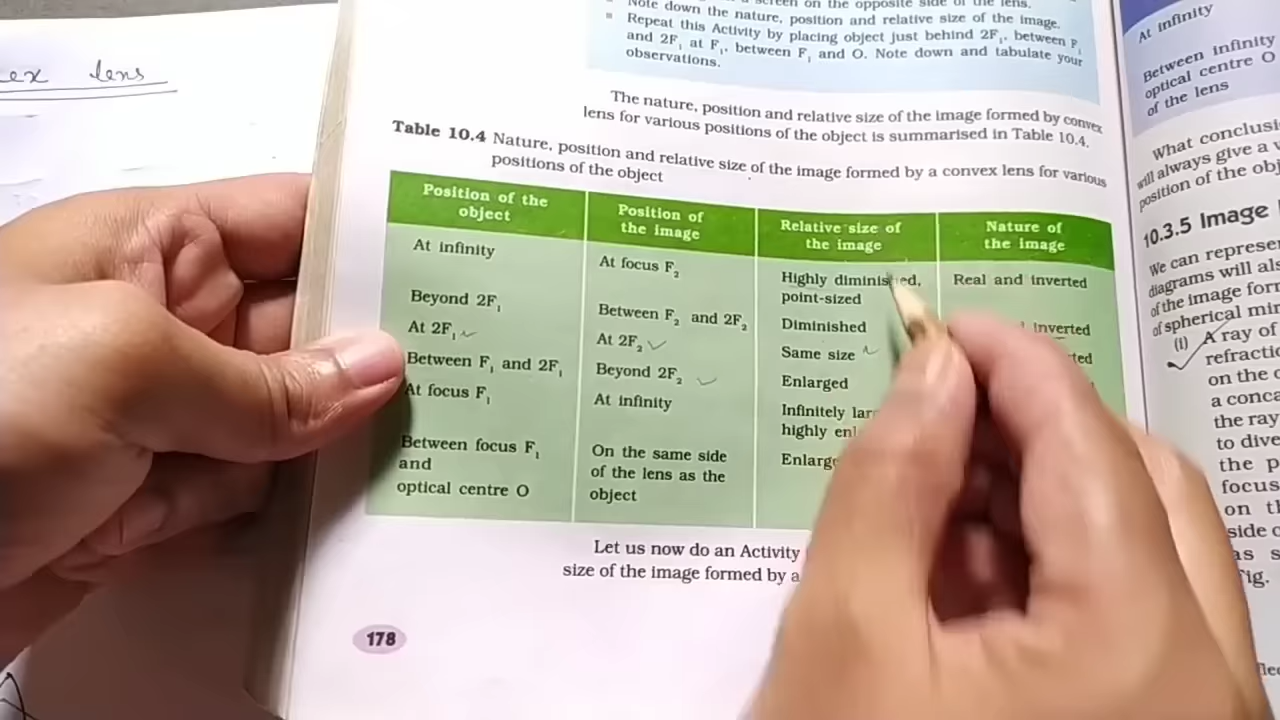 ex lens
screen on the opposite side of the lens.
Note down the nature, position and relative size of the image.
Repeat this Activity by placing object just behind 2F₁, between F₁
and 2F₁ at F₁, between F₁ and O. Note down and tabulate your
observations.
The nature, position and relative size of the image formed by convex
lens for various positions of the object is summarised in Table 10.4.
Table 10.4 Nature, position and relative size of the image formed by a convex lens for various
positions of the object
Position of the
object
Position of
the image
Relative size of
the image
Nature of
the image
At infinity
At focus F₂
Highly diminished,
point-sized
Real and inverted
Beyond 2F₁
Between F₂ and 2F₂
Diminished
inverted
At 2F₁
At 2F₂
Same size
Between F₁ and 2F₁
Beyond 2F₂
Enlarged
At focus F₁
At infinity
Infinitely
highly
Between focus F₁
and
optical centre O
On the same side
of the lens as the
object
Let us now do an Activity
size of the image formed by a
178
At infinity
Between infinity
optical centre O
of the lens
What
will always give a
position of the
10.3.5 Image
We can
diagrams will
of the image
of spherical
(i) A ray of
on the
a
the ray
to
the
focus
on
side
as